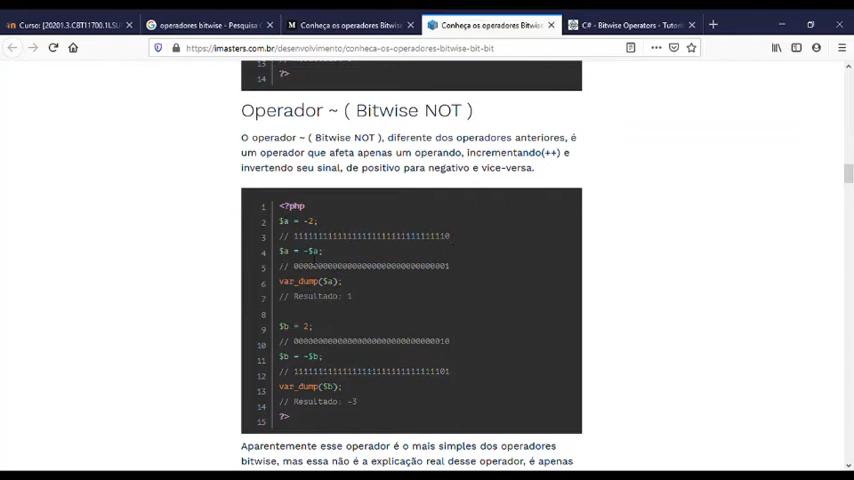 Curso: [20201.3.CBT11700.1LSU
operadores bitwise - Pesquisa
Conheça os operadores Bitwise
Conheça os operadores Bitwise
C# - Bitwise Operators - Tutori
https://imasters.com.br/desenvolvimento/conheca-os-operadores-bitwise-bit-bit
13
14 ?>
Operador ~ ( Bitwise NOT )
O operador ~ ( Bitwise NOT ), diferente dos operadores anteriores, é
um operador que afeta apenas um operando, incrementando(++) e
invertendo seu sinal, de positivo para negativo e vice-versa.
1 <?php
2 $a = -2;
3 // 11111111111111111111111111111110
4 $a = ~$a;
5 // 00000000000000000000000000000001
6 var_dump($a);
7 // Resultado: 1
8
9 $b = 2;
10 // 00000000000000000000000000000010
11 $b = ~$b;
12 // 11111111111111111111111111111101
13 var_dump($b);
14 // Resultado: -3
15 ?>
Aparentemente esse operador é o mais simples dos operadores
bitwise, mas essa não é a explicação real desse operador, é apenas